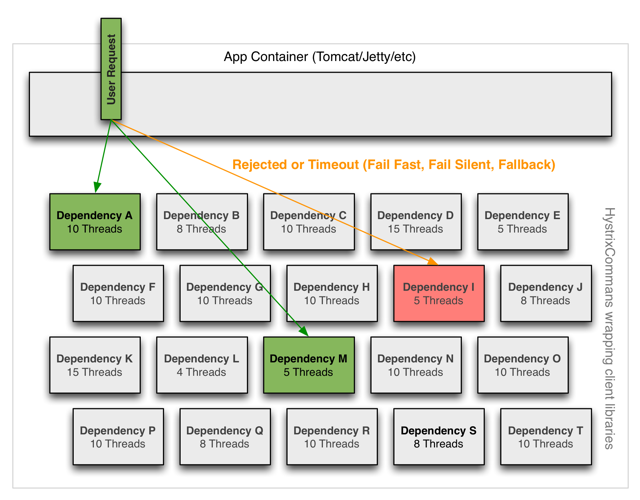 User Request
App Container (Tomcat/Jetty/etc)
Rejected or Timeout (Fail Fast, Fail Silent, Fallback)
Dependency A
10 Threads
Dependency B
8 Threads
Dependency C
10 Threads
Dependency D
15 Threads
Dependency E
5 Threads
Dependency F
10 Threads
Dependency G
10 Threads
Dependency H
10 Threads
Dependency I
5 Threads
Dependency J
8 Threads
Dependency K
15 Threads
Dependency L
4 Threads
Dependency M
5 Threads
Dependency N
10 Threads
Dependency O
10 Threads
Dependency P
10 Threads
Dependency Q
8 Threads
Dependency R
10 Threads
Dependency S
8 Threads
Dependency T
10 Threads
HystrixCommans wrapping client libraries